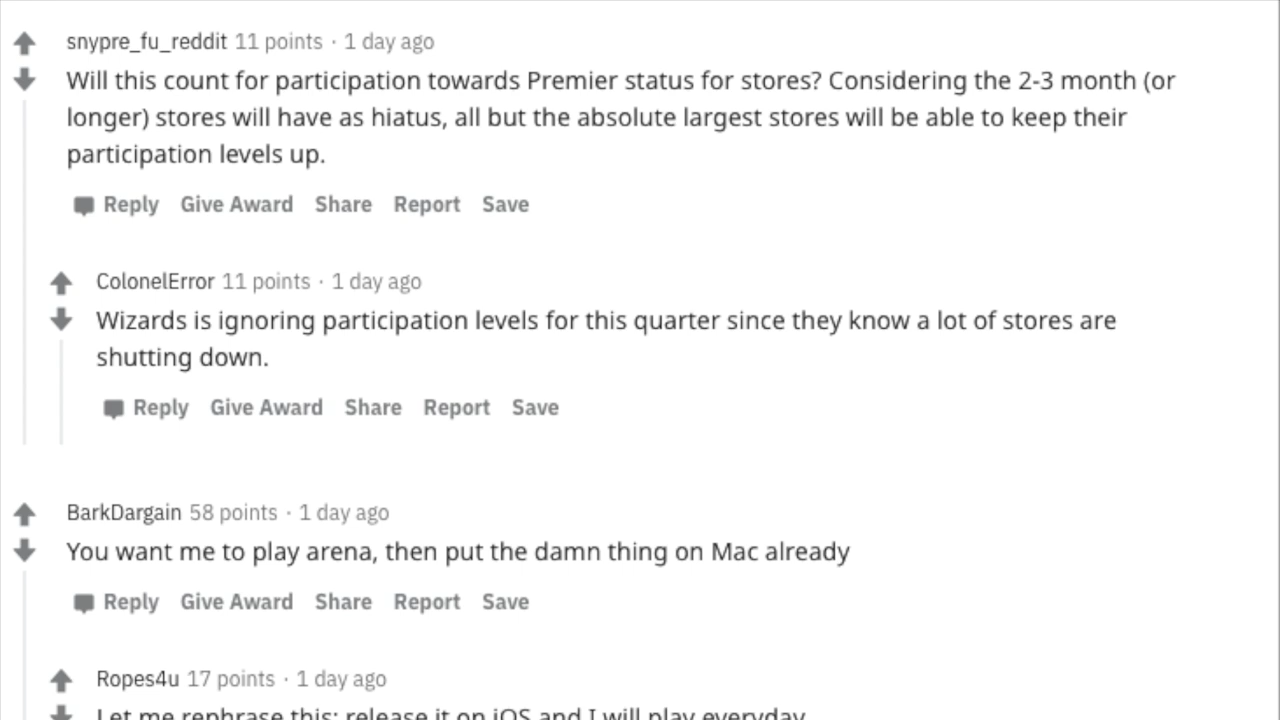 snypre_fu_reddit 11 points · 1 day ago
Will this count for participation towards Premier status for stores? Considering the 2-3 month (or
longer) stores will have as hiatus, all but the absolute largest stores will be able to keep their
participation levels up.
Reply Give Award Share Report Save
ColonelError 11 points · 1 day ago
Wizards is ignoring participation levels for this quarter since they know a lot of stores are
shutting down.
Reply Give Award Share Report Save
BarkDargain 58 points · 1 day ago
You want me to play arena, then put the damn thing on Mac already
Reply Give Award Share Report Save
Ropes4u 17 points · 1 day ago
Let me rephrase this: release it on iOS and I will play everyday